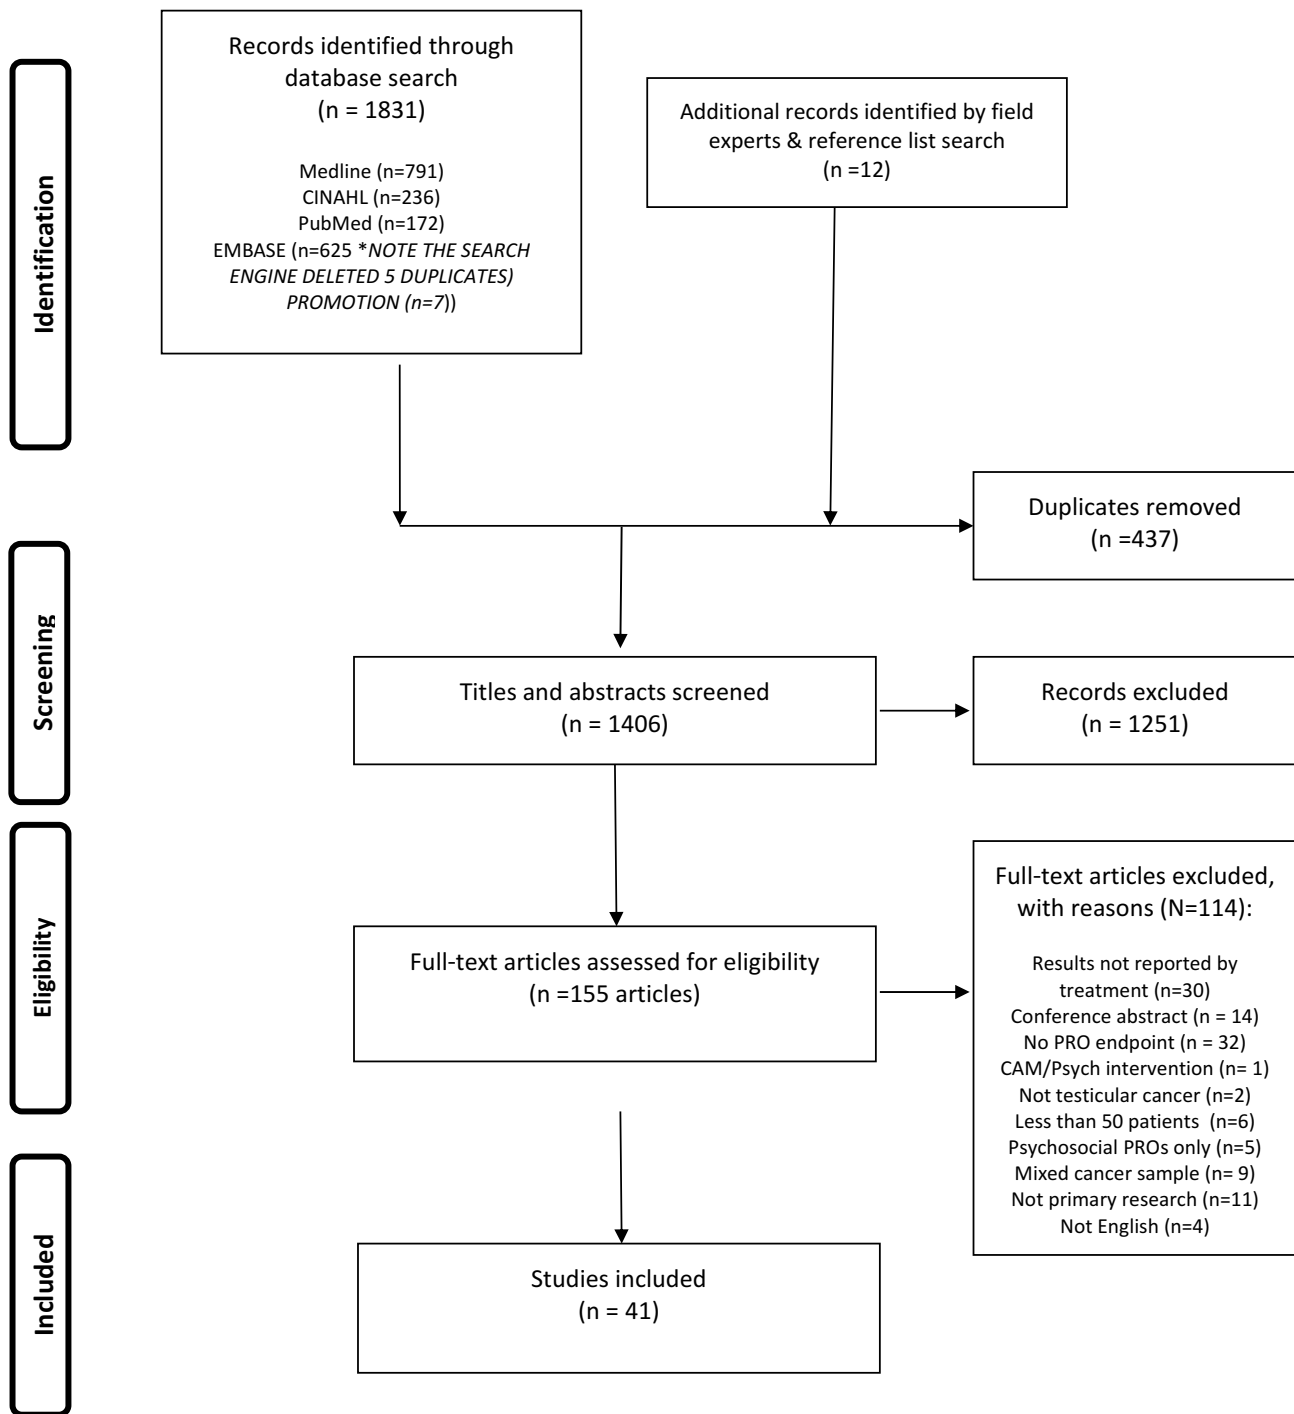 Identification
Records identified through
database search
(n = 1831)
Medline (n=791)
CINAHL (n=236)
PubMed (n=172)
EMBASE (n=625 *NOTE THE SEARCH
ENGINE DELETED 5 DUPLICATES)
PROMOTION (n=7))
Additional records identified by field
experts & reference list search
(n =12)
Duplicates removed
(n =437)
Screening
Titles and abstracts screened
(n = 1406)
Records excluded
(n = 1251)
Eligibility
Full-text articles assessed for eligibility
(n =155 articles)
Full-text articles excluded,
with reasons (N=114):
Results not reported by
treatment (n=30)
Conference abstract (n = 14)
No PRO endpoint (n = 32)
CAM/Psych intervention (n= 1)
Not testicular cancer (n=2)
Less than 50 patients (n=6)
Psychosocial PROs only (n=5)
Mixed cancer sample (n= 9)
Not primary research (n=11)
Not English (n=4)
Included
Studies included
(n = 41)